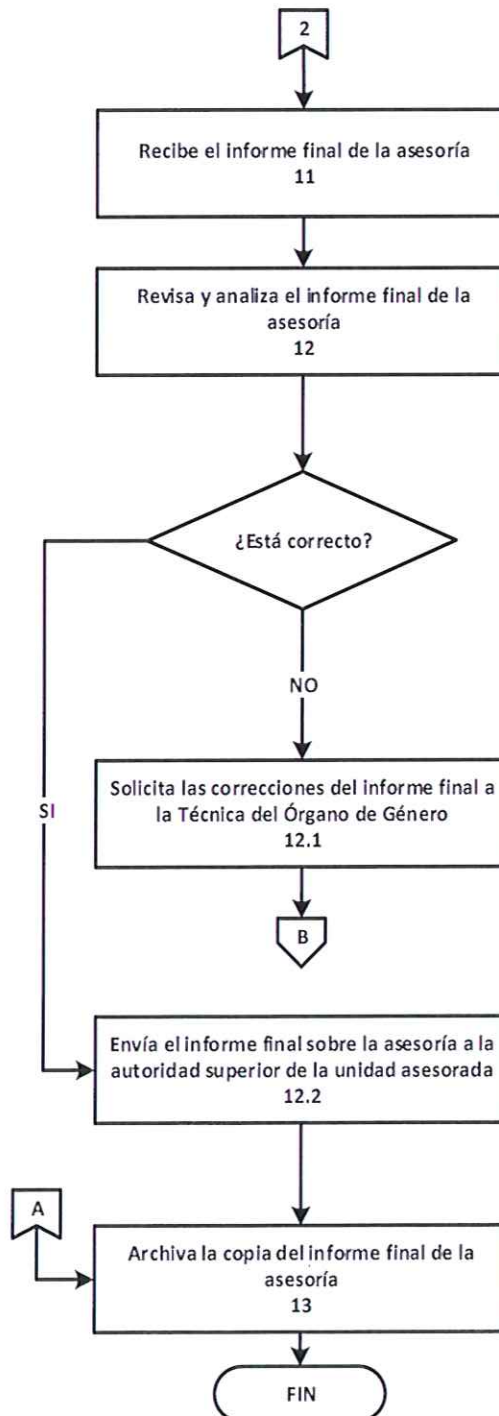 2
Recibe el informe final de la asesoría
11
Revisa y analiza el informe final de la
asesoría
12
¿Está correcto?
NO
SI
Solicita las correcciones del informe final a
la Técnica del Órgano de Género
12.1
B
Envía el informe final sobre la asesoría a la
autoridad superior de la unidad asesorada
12.2
A
Archiva la copia del informe final de la
asesoría
13
FIN